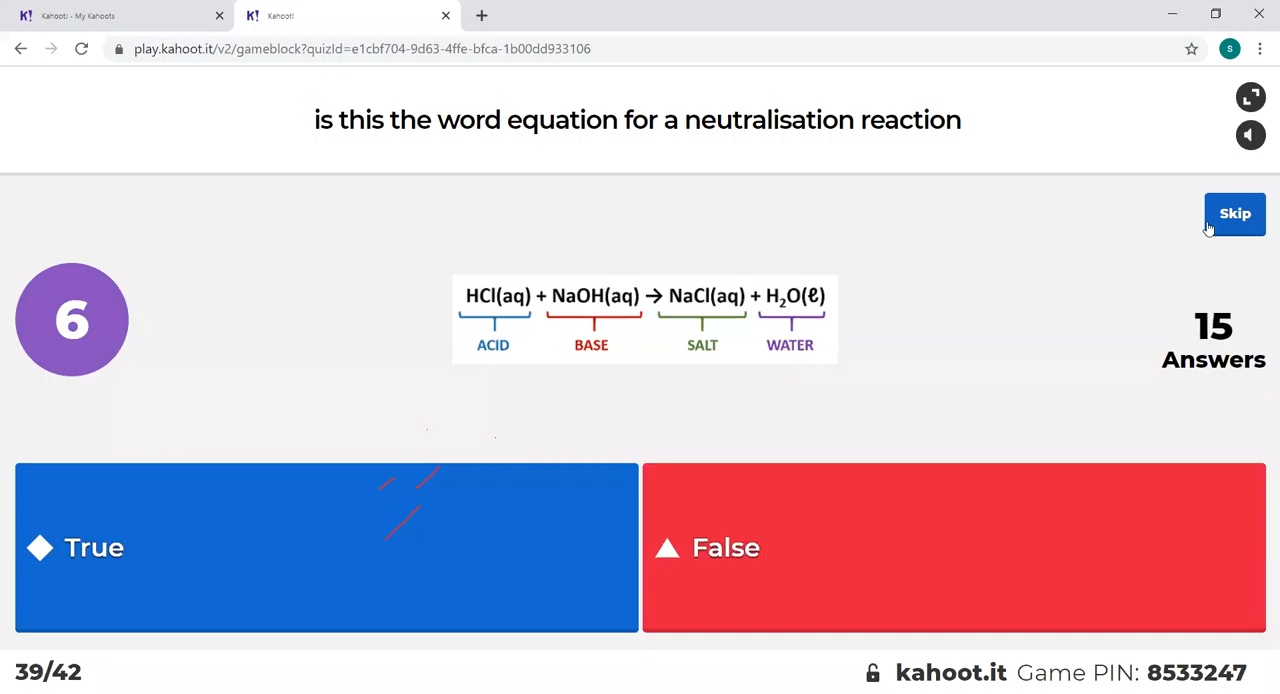 K! Kahoot! - My Kahoots
K! Kahoot!
play.kahoot.it/v2/gameblock?quizId=e1cbf704-9d63-4ffe-bfca-1b00dd933106
S
is this the word equation for a neutralisation reaction
Skip
6
HCl(aq) + NaOH(aq) → NaCl(aq) + H₂O(ℓ)
ACID BASE SALT WATER
15
Answers
True
False
39/42
kahoot.it Game PIN: 8533247